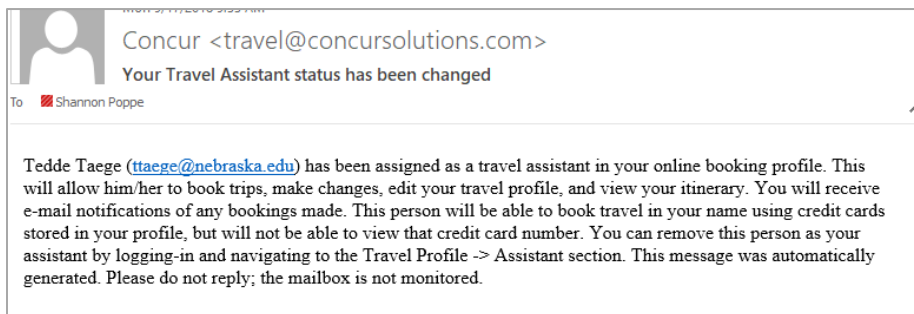 Concur <travel@concursolutions.com>
Your Travel Assistant status has been changed
To Shannon Poppe
Tedde Taege (ttaege@nebraska.edu) has been assigned as a travel assistant in your online booking profile. This
will allow him/her to book trips, make changes, edit your travel profile, and view your itinerary. You will receive
e-mail notifications of any bookings made. This person will be able to book travel in your name using credit cards
stored in your profile, but will not be able to view that credit card number. You can remove this person as your
assistant by logging-in and navigating to the Travel Profile -> Assistant section. This message was automatically
generated. Please do not reply; the mailbox is not monitored.